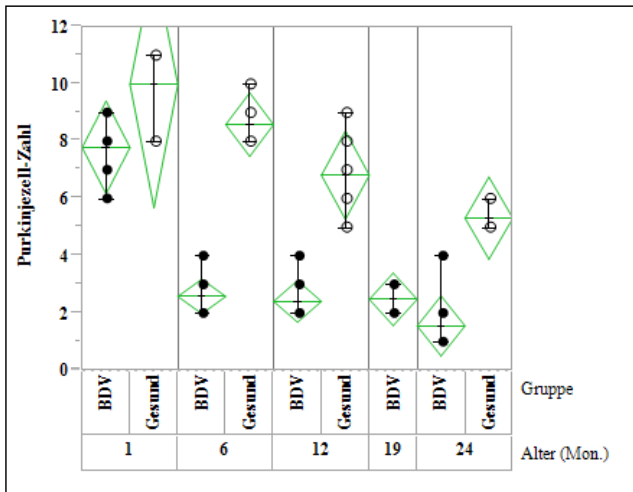 Purkinjezell-Zahl
12
10
8
6
4
2
0
BDV Gesund BDV Gesund BDV Gesund BDV BDV Gesund Gruppe
1 6 12 19 24 Alter (Mon.)